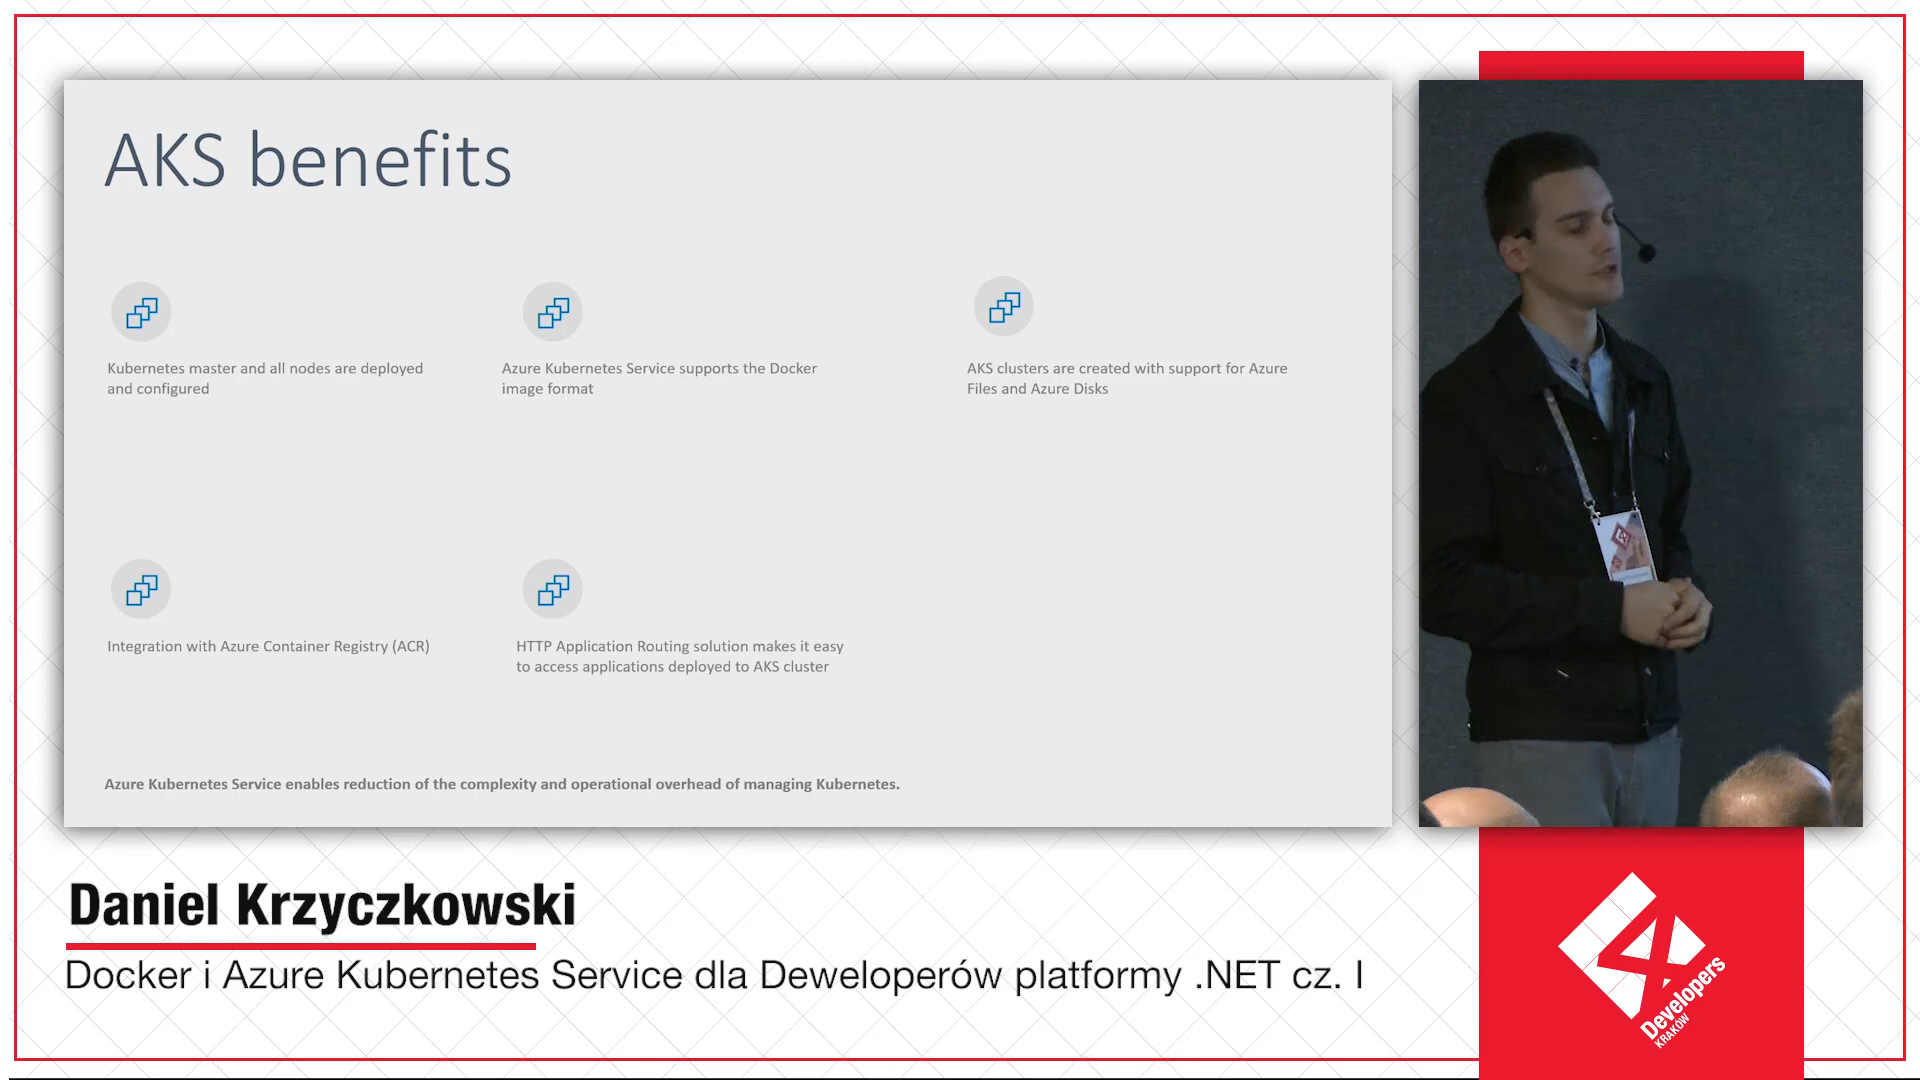 AKS benefits
Kubernetes master and all nodes are deployed
and configured
Azure Kubernetes Service supports the Docker
image format
AKS clusters are created with support for Azure
Files and Azure Disks
Integration with Azure Container Registry (ACR)
HTTP Application Routing solution makes it easy
to access applications deployed to AKS cluster
Azure Kubernetes Service enables reduction of the complexity and operational overhead of managing Kubernetes.
Daniel Krzyczkowski
Docker i Azure Kubernetes Service dla Deweloperów platformy .NET cz. I
4
Developers
KRAKÓW